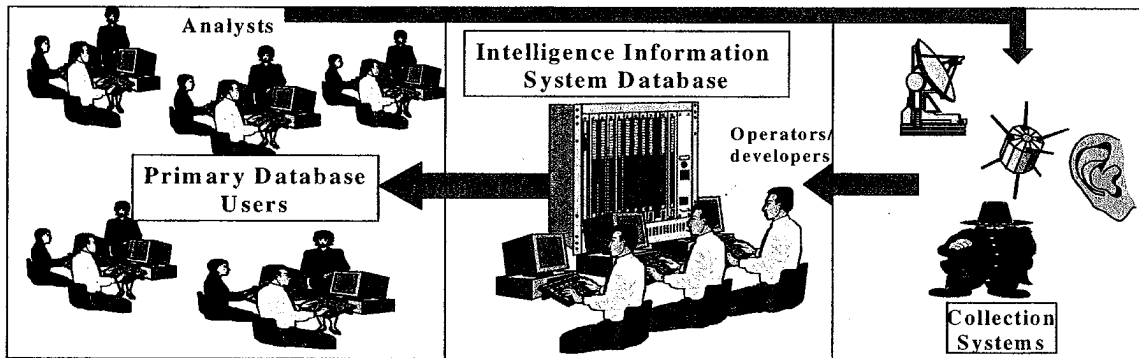 Analysts
Primary Database
Users
Intelligence Information
System Database
Operators/
developers
Collection
Systems